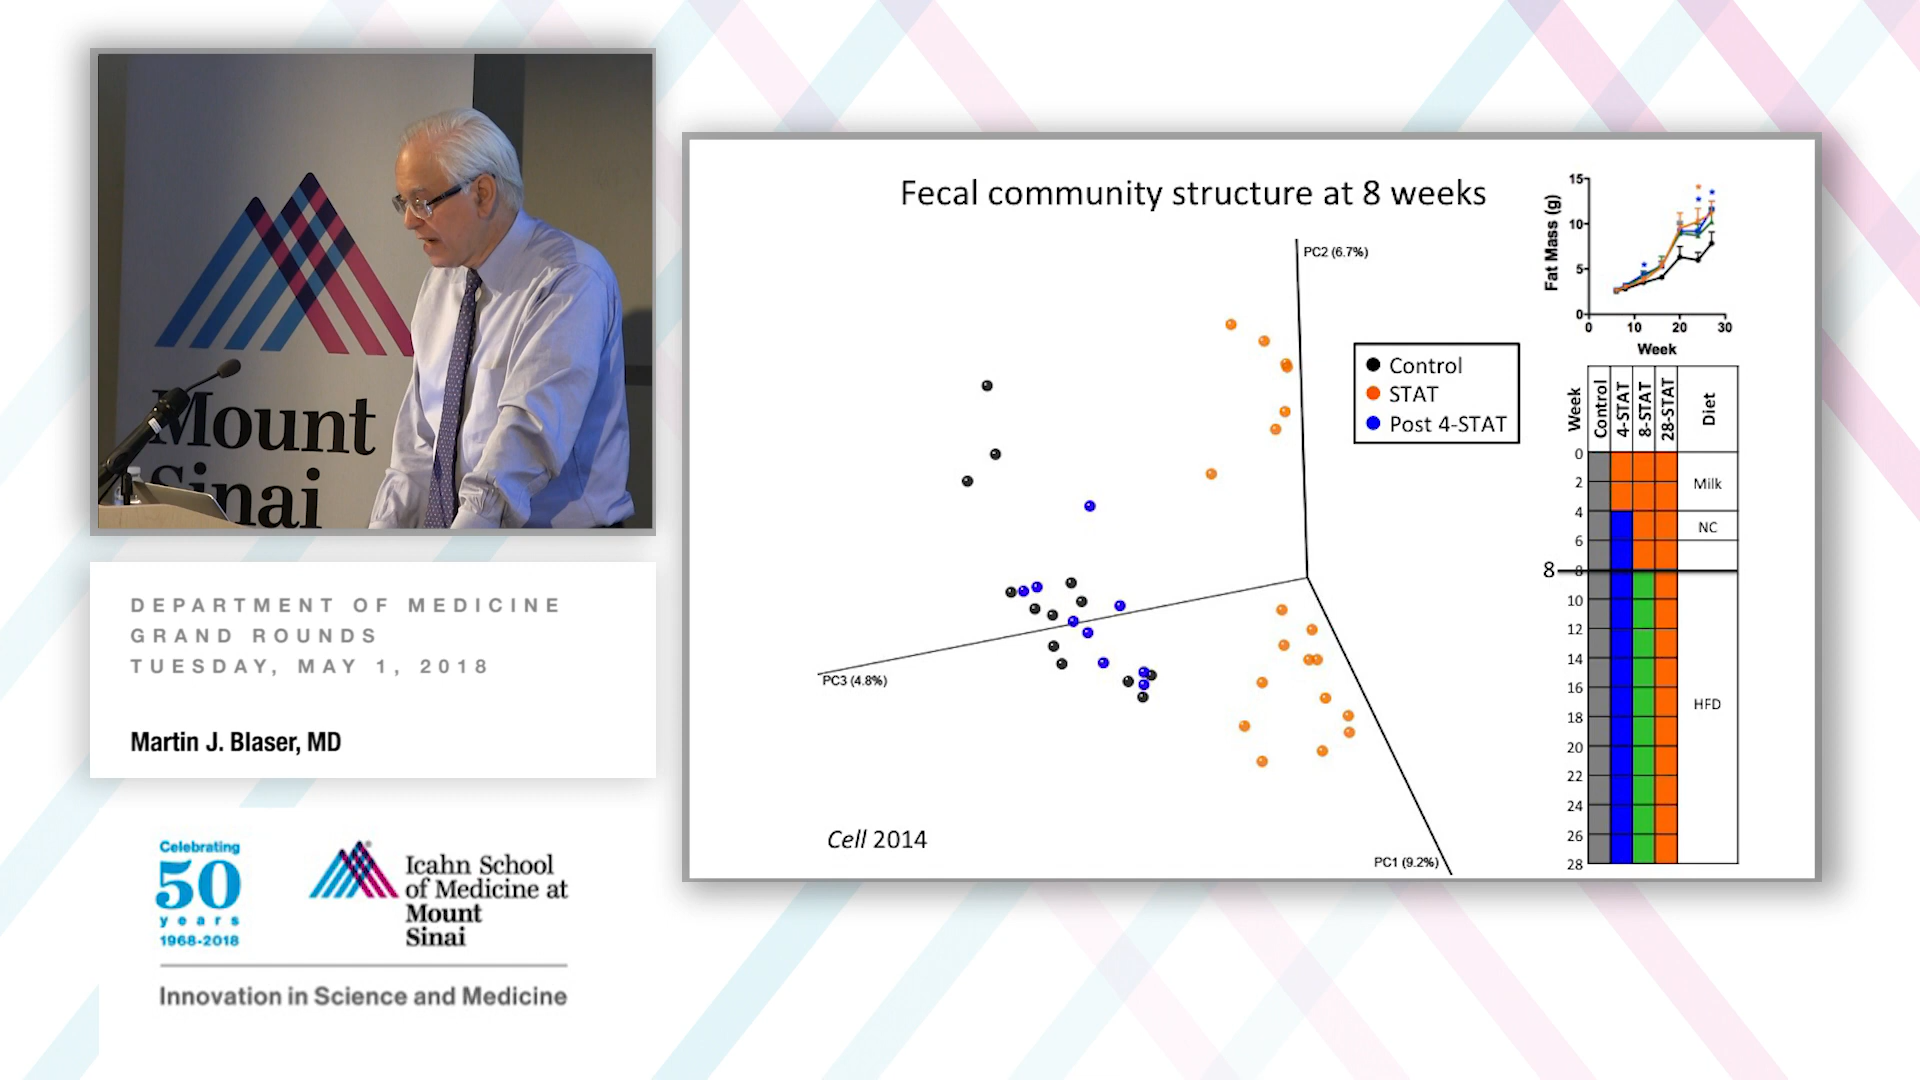 Mount
Sinai
DEPARTMENT OF MEDICINE
GRAND ROUNDS
TUESDAY, MAY 1, 2018
Martin J. Blaser, MD
Celebrating
50
years
1968-2018
Icahn School
of Medicine at
Mount
Sinai
Innovation in Science and Medicine
Fecal community structure at 8 weeks
PC2 (6.7%)
PC3 (4.8%)
PC1 (9.2%)
Control
STAT
Post 4-STAT
Cell 2014
Fat Mass (g)
15
10
5
0
0 10 20 30
Week
Week Control 4-STAT 8-STAT 28-STAT Diet
0
2 Milk
4
NC
6
8 8
10
12
14
16
HFD
18
20
22
24
26
28